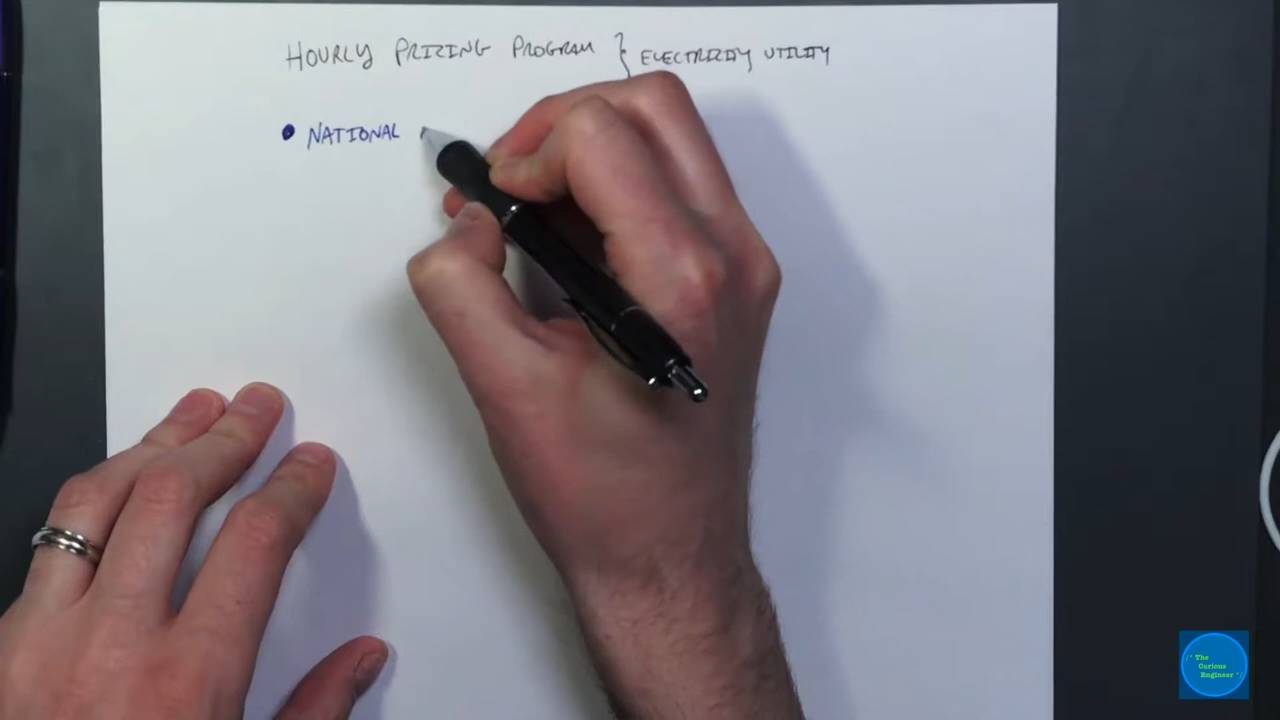 HOURLY PRICING PROGRAM } ELECTRICITY UTILITY
• NATIONAL
/* The
Curious
Engineer */